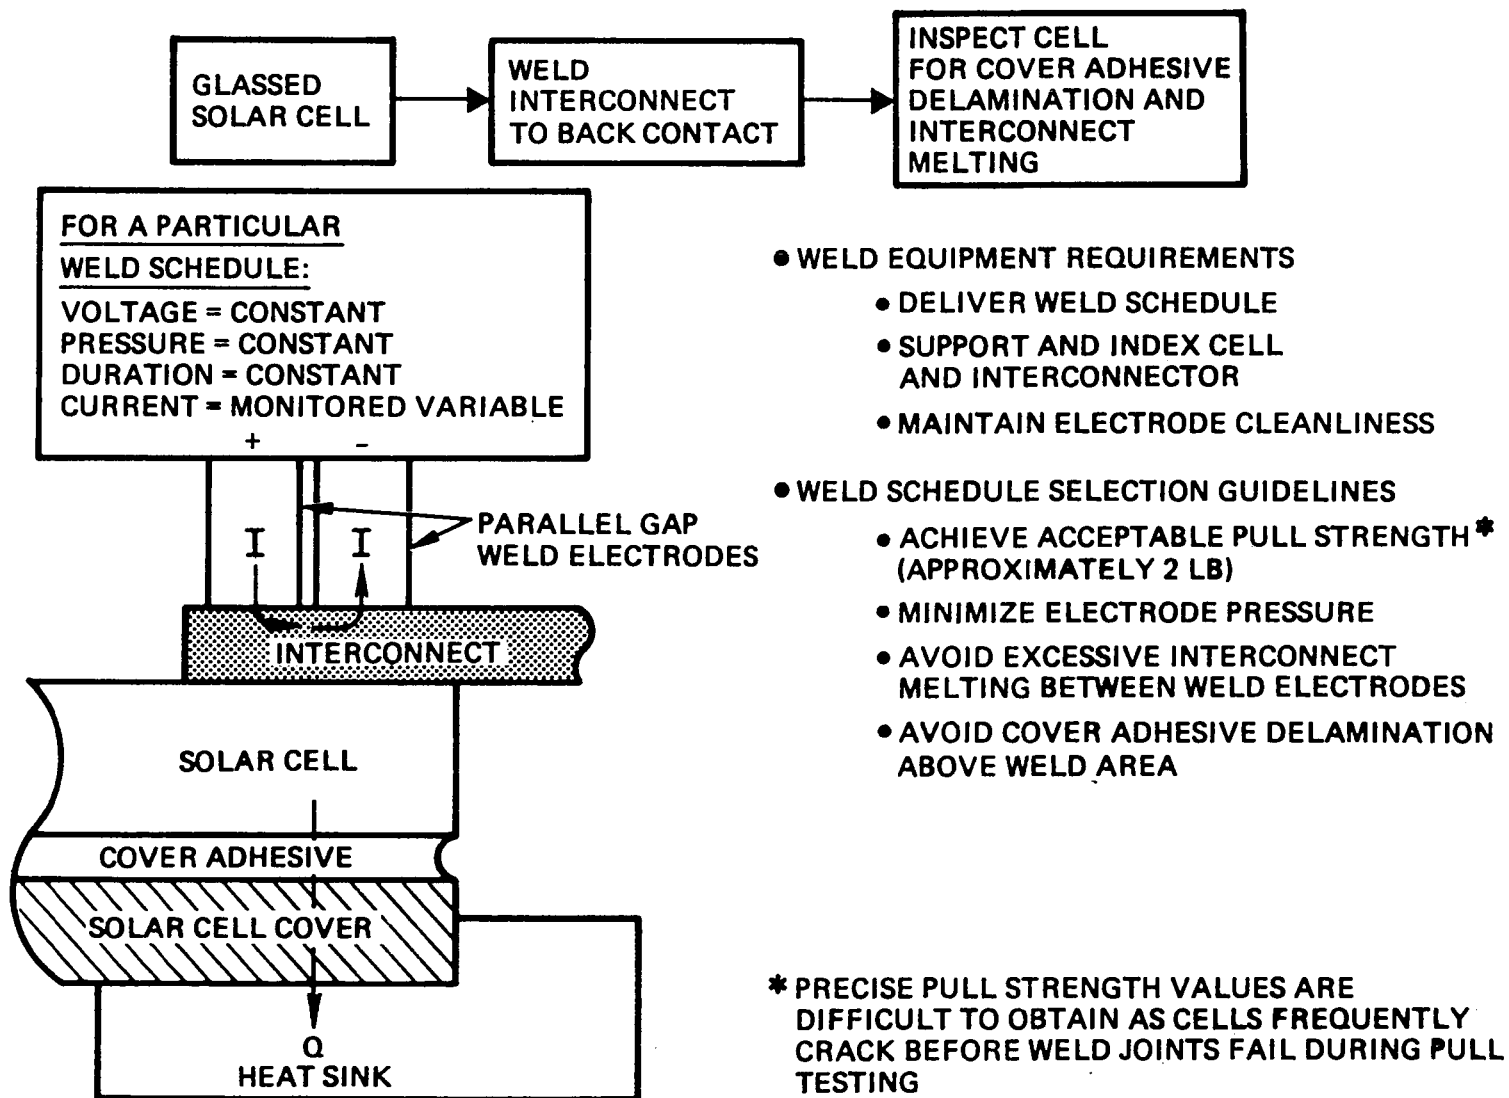 GLASSED
SOLAR CELL
WELD
INTERCONNECT
TO BACK CONTACT
INSPECT CELL
FOR COVER ADHESIVE
DELAMINATION AND
INTERCONNECT
MELTING
FOR A PARTICULAR
WELD SCHEDULE:
VOLTAGE = CONSTANT
PRESSURE = CONSTANT
DURATION = CONSTANT
CURRENT = MONITORED VARIABLE
+ −
I I
PARALLEL GAP
WELD ELECTRODES
INTERCONNECT
SOLAR CELL
COVER ADHESIVE
SOLAR CELL COVER
Q
HEAT SINK
• WELD EQUIPMENT REQUIREMENTS
• DELIVER WELD SCHEDULE
• SUPPORT AND INDEX CELL
AND INTERCONNECTOR
• MAINTAIN ELECTRODE CLEANLINESS
• WELD SCHEDULE SELECTION GUIDELINES
• ACHIEVE ACCEPTABLE PULL STRENGTH*
(APPROXIMATELY 2 LB)
• MINIMIZE ELECTRODE PRESSURE
• AVOID EXCESSIVE INTERCONNECT
MELTING BETWEEN WELD ELECTRODES
• AVOID COVER ADHESIVE DELAMINATION
ABOVE WELD AREA
* PRECISE PULL STRENGTH VALUES ARE
DIFFICULT TO OBTAIN AS CELLS FREQUENTLY
CRACK BEFORE WELD JOINTS FAIL DURING PULL
TESTING